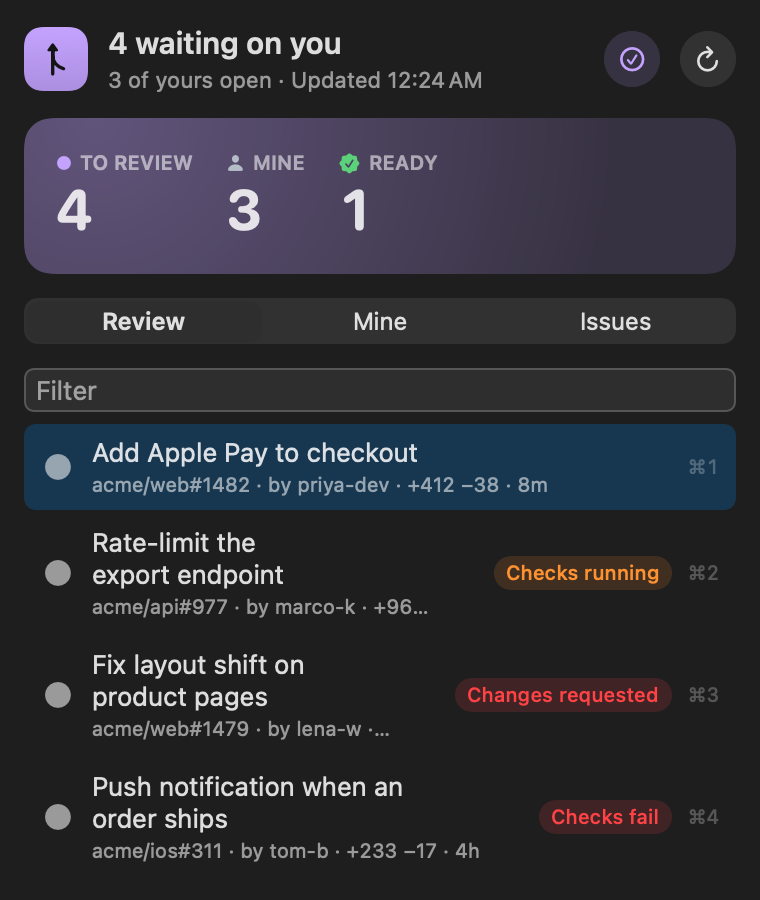 4 waiting on you
3 of yours open · Updated 12:24 AM
TO REVIEW MINE READY
4 3 1
Review Mine Issues
Filter
Add Apple Pay to checkout
acme/web#1482 · by priya-dev · +412 −38 · 8m
⌘1
Rate-limit the
export endpoint
acme/api#977 · by marco-k · +96…
Checks running ⌘2
Fix layout shift on
product pages
acme/web#1479 · by lena-w ·…
Changes requested ⌘3
Push notification when an
order ships
acme/ios#311 · by tom-b · +233 −17 · 4h
Checks fail ⌘4